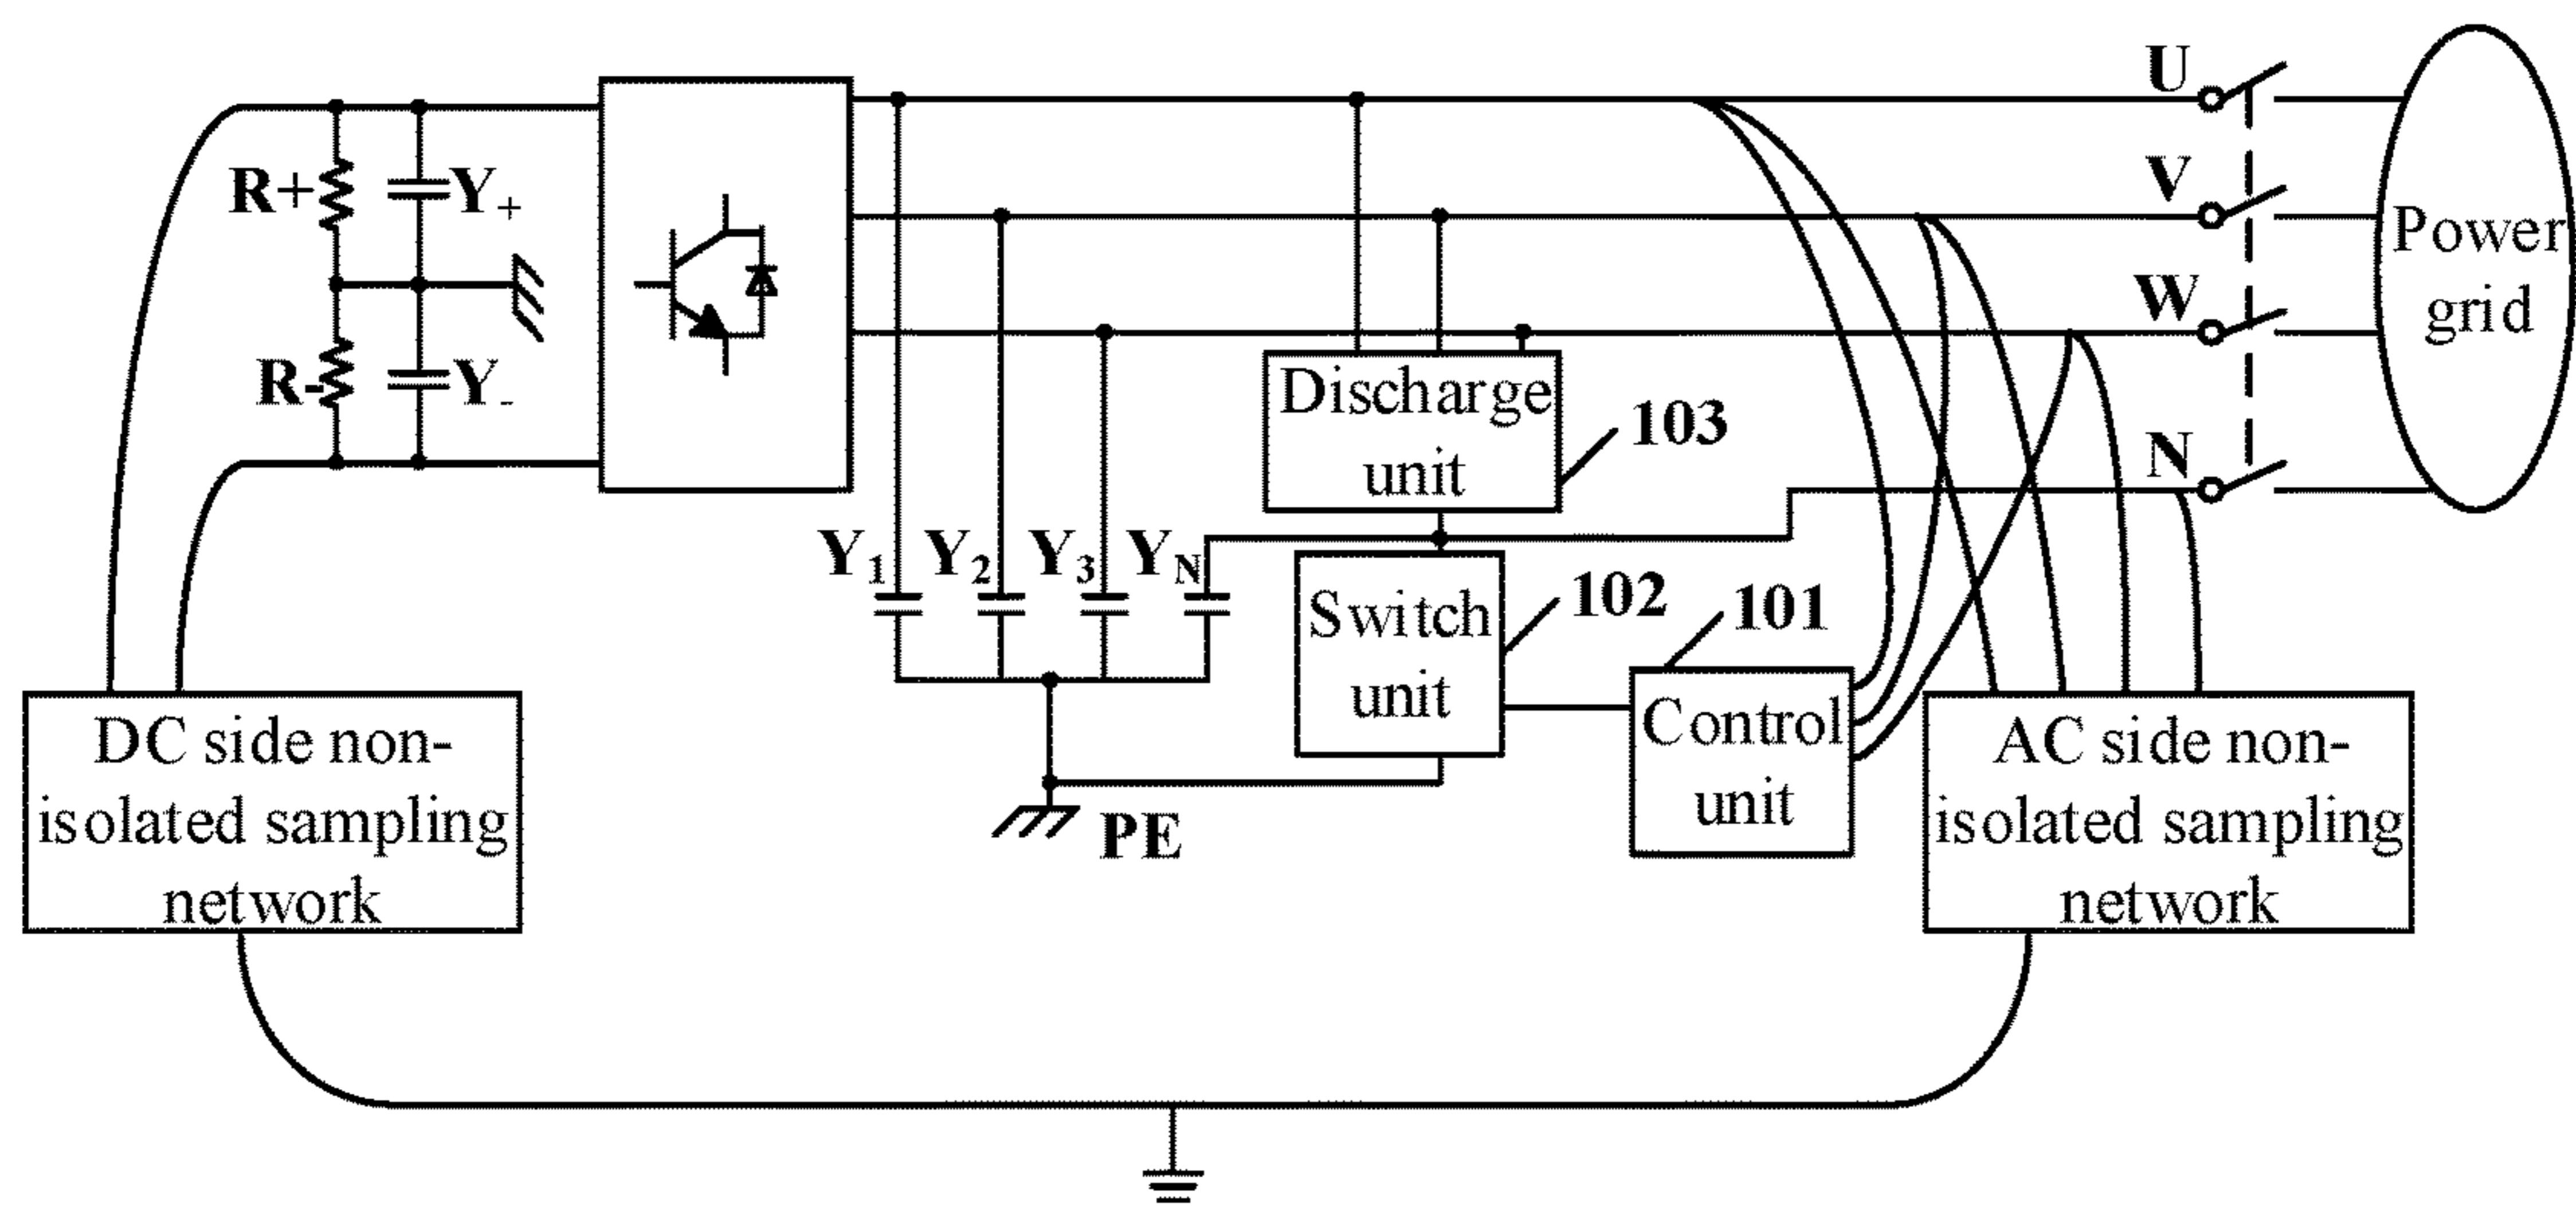 U
V
W
N
Power
grid
R+
Y+
R-
Y-
Discharge
unit
103
Y1
Y2
Y3
YN
Switch
unit
102
101
Control
unit
PE
DC side non-
isolated sampling
network
AC side non-
isolated sampling
network